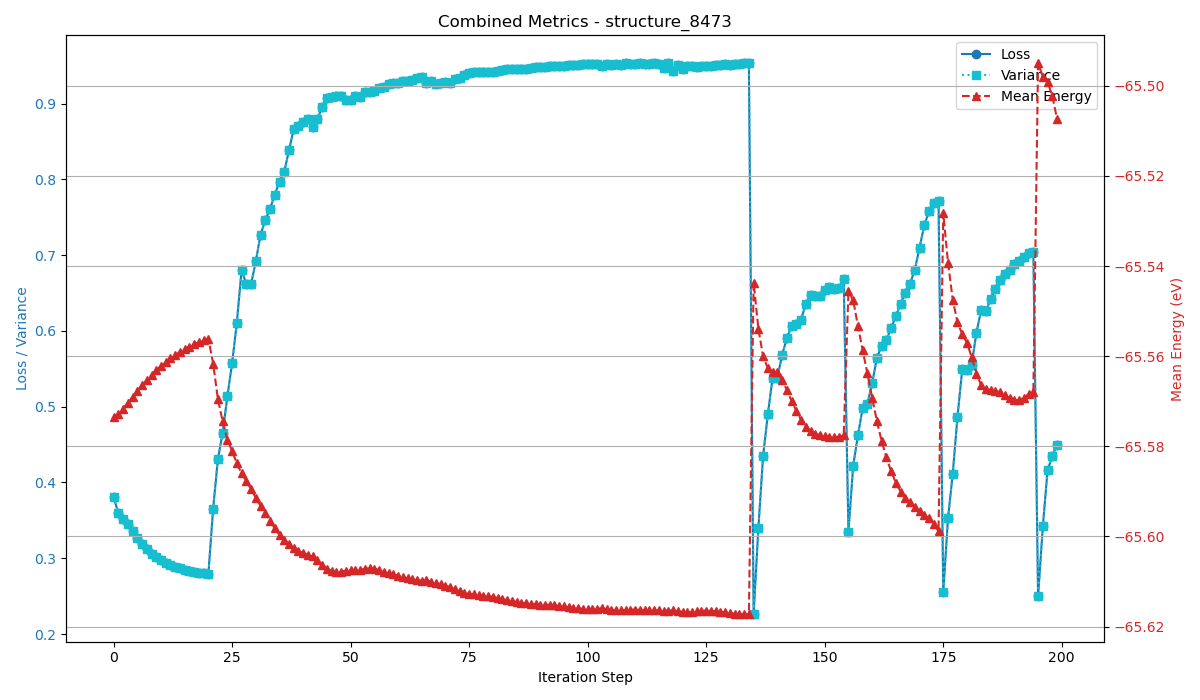 Combined Metrics - structure_8473
Loss
Variance
Mean Energy
0.9
0.8
0.7
0.6
0.5
0.4
0.3
0.2
Loss / Variance
−65.50
−65.52
−65.54
−65.56
−65.58
−65.60
−65.62
Mean Energy (eV)
0 25 50 75 100 125 150 175 200
Iteration Step